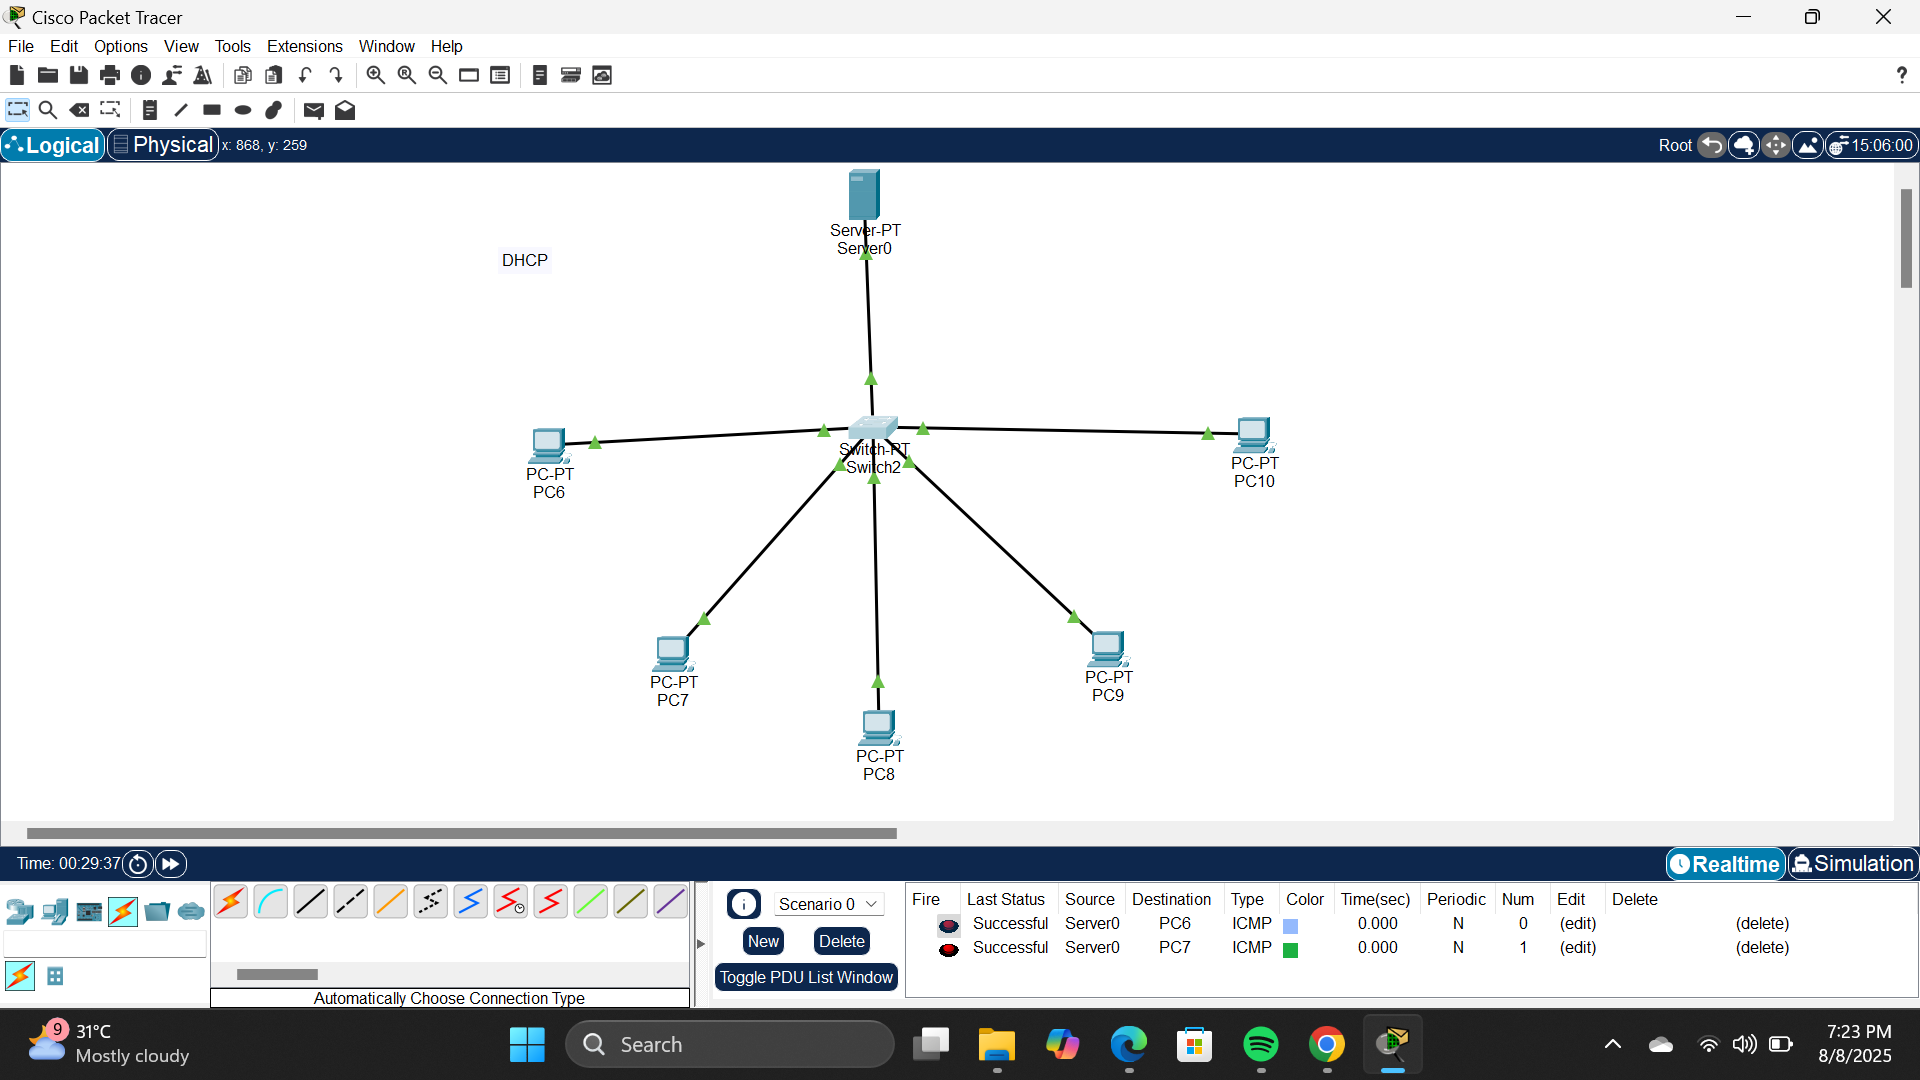 Cisco Packet Tracer
File Edit Options View Tools Extensions Window Help
?
Logical Physical x: 868, y: 259 Root 15:06:00
Server-PT
Server0
DHCP
Switch-PT
Switch2
PC-PT
PC6
PC-PT
PC10
PC-PT
PC7
PC-PT
PC9
PC-PT
PC8
Time: 00:29:37 Realtime Simulation
Scenario 0
New Delete
Toggle PDU List Window
Automatically Choose Connection Type
Fire Last Status Source Destination Type Color Time(sec) Periodic Num Edit Delete
Successful Server0 PC6 ICMP 0.000 N 0 (edit) (delete)
Successful Server0 PC7 ICMP 0.000 N 1 (edit) (delete)
9 31°C
Mostly cloudy
Search
7:23 PM
8/8/2025